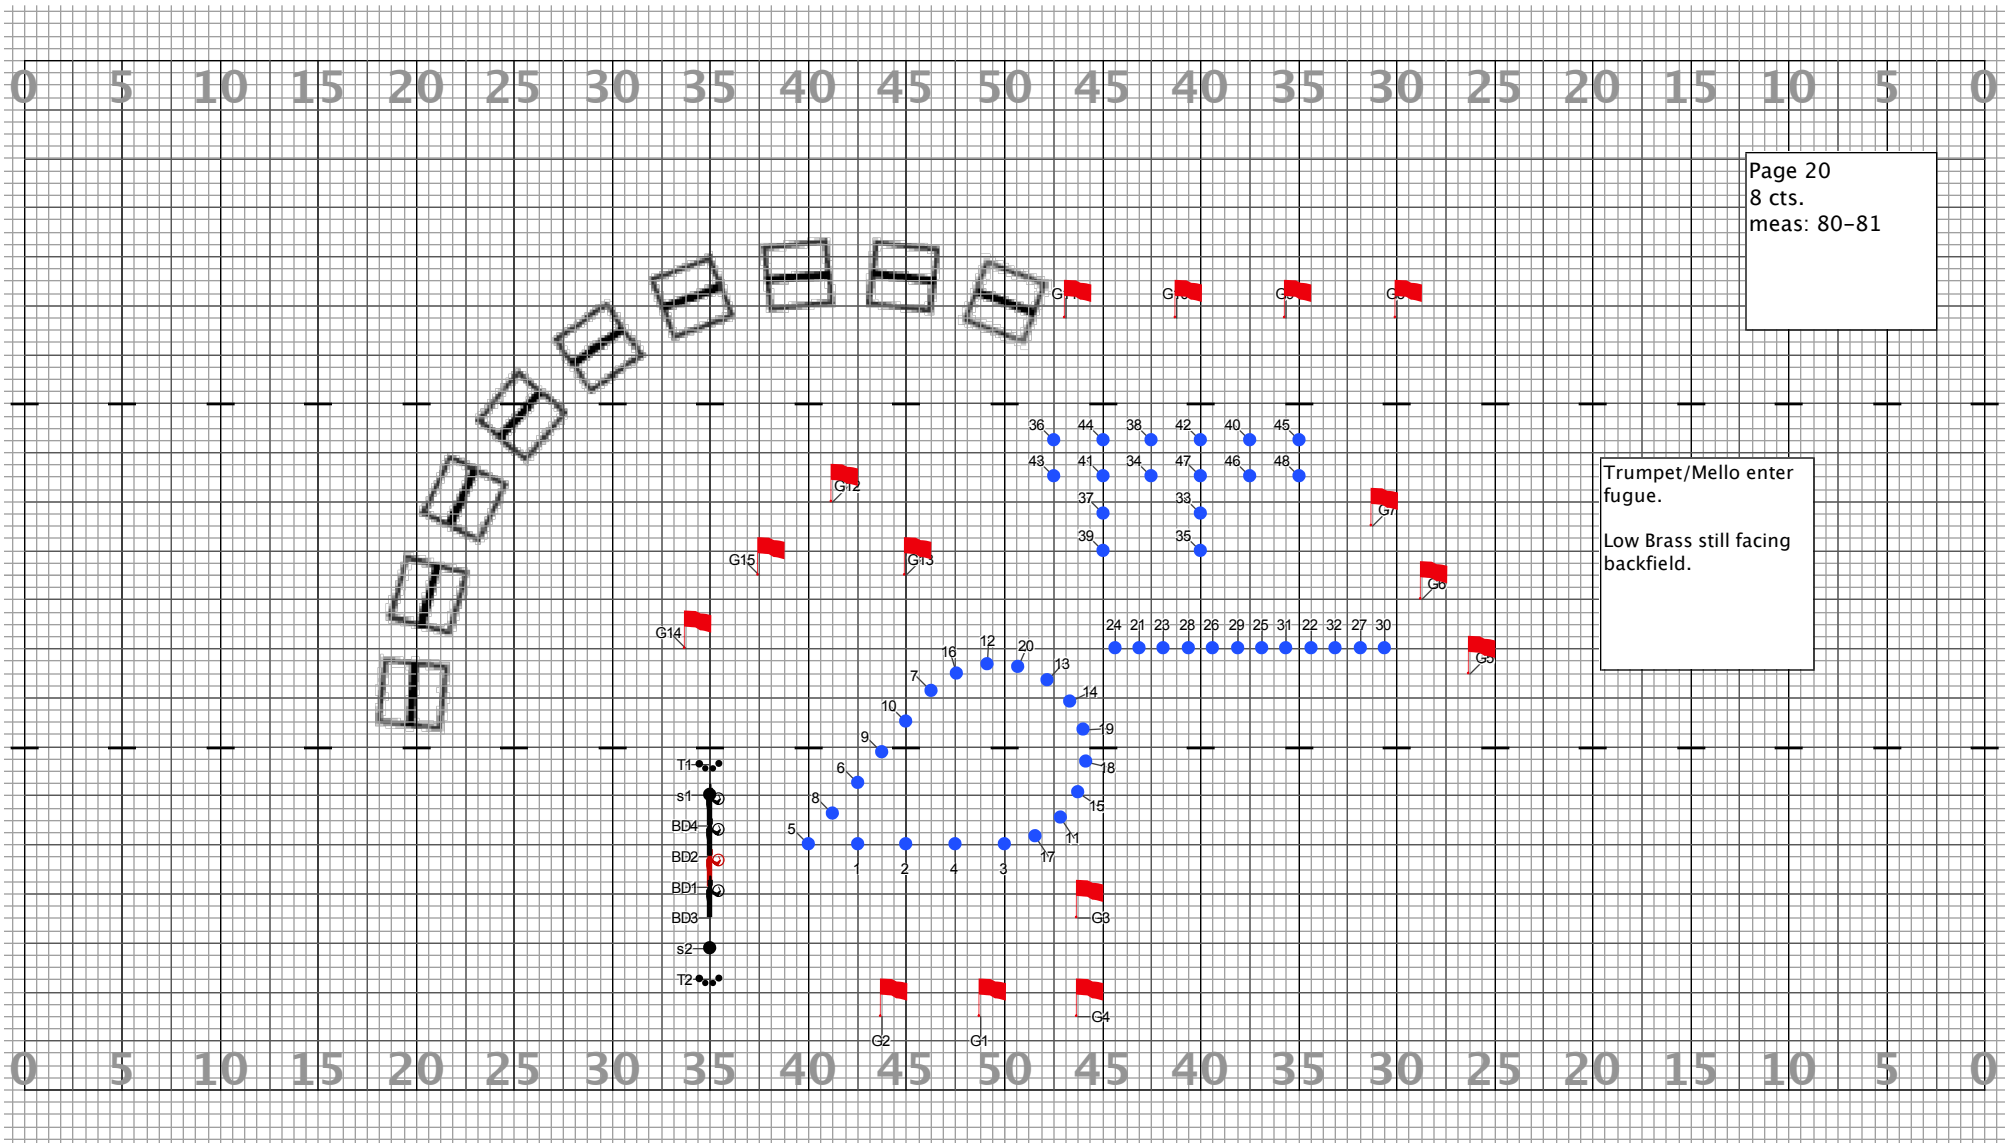 0 5 10 15 20 25 30 35 40 45 50 45 40 35 30 25 20 15 10 5 0
Page 20
8 cts.
meas: 80-81
G9
G8
36 44 38 42 40 45
43 41 34 47 46 48
Trumpet/Mello enter
fugue.
Low Brass still facing
backfield.
G12
37 33
G7
39 35
G15 G13
G6
24 21 23 28 26 29 25 31 22 32 27 30
G14
12 20
16
13
G5
7
14
10
19
9
18
T1
6
s1 8
15
BD4 5
11
BD2
17
1 2 4 3
BD1
BD3
G3
s2
T2
G4
G2 G1
0 5 10 15 20 25 30 35 40 45 50 45 40 35 30 25 20 15 10 5 0